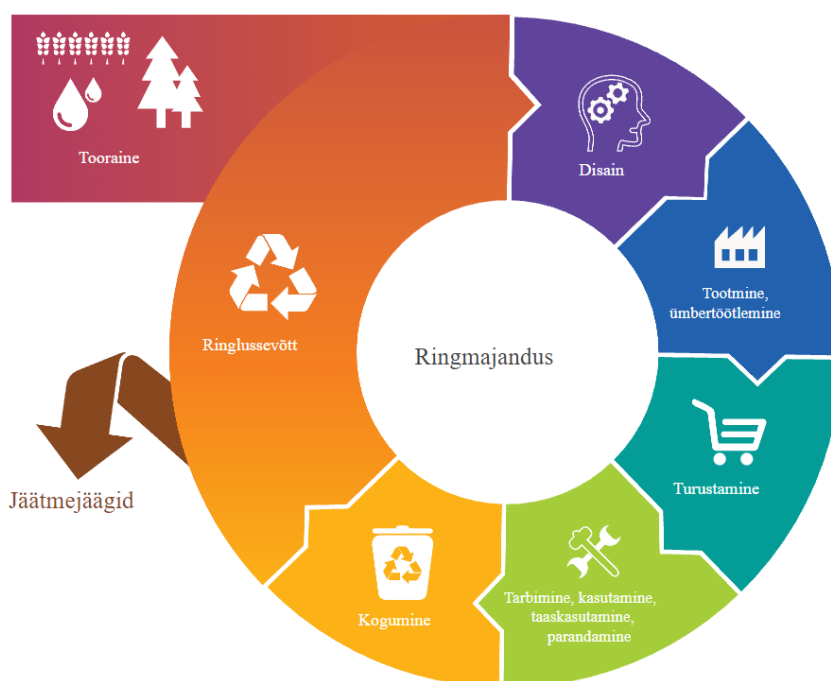 Tooraine
Disain
Tootmine,
ümbertöötlemine
Ringlussevõtt
Ringmajandus
Turustamine
Jäätmejäägid
Tarbimine, kasutamine,
taaskasutamine,
parandamine
Kogumine